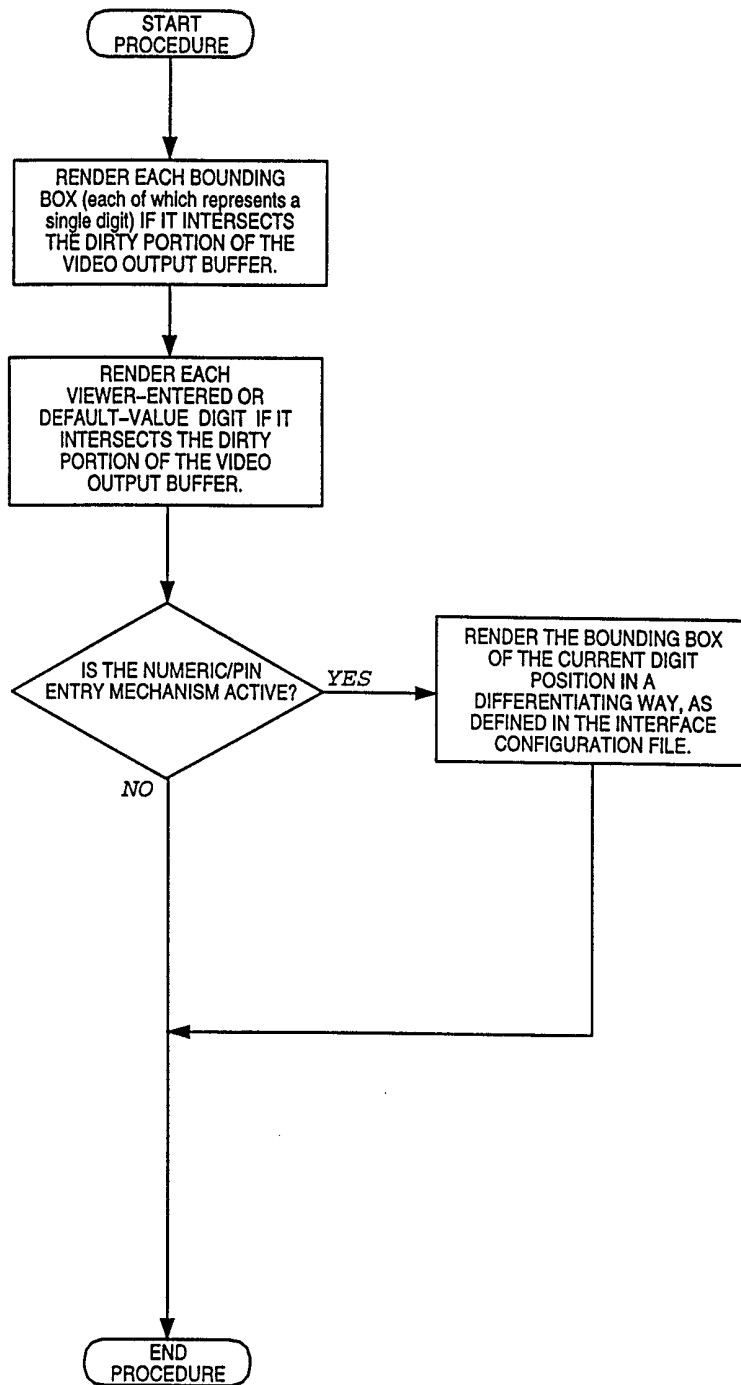 START
PROCEDURE
RENDER EACH BOUNDING
BOX (each of which represents a
single digit) IF IT INTERSECTS
THE DIRTY PORTION OF THE
VIDEO OUTPUT BUFFER.
RENDER EACH
VIEWER–ENTERED OR
DEFAULT–VALUE DIGIT IF IT
INTERSECTS THE DIRTY
PORTION OF THE VIDEO
OUTPUT BUFFER.
IS THE NUMERIC/PIN
ENTRY MECHANISM ACTIVE?
YES
RENDER THE BOUNDING BOX
OF THE CURRENT DIGIT
POSITION IN A
DIFFERENTIATING WAY, AS
DEFINED IN THE INTERFACE
CONFIGURATION FILE.
NO
END
PROCEDURE